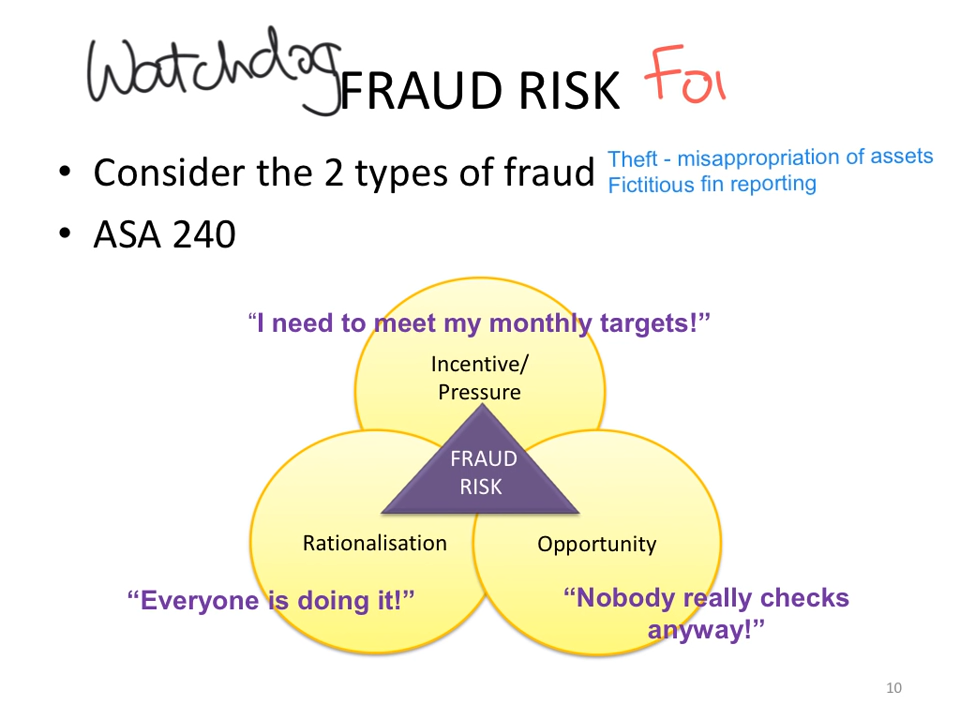 Watchdog FRAUD RISK For
• Consider the 2 types of fraud
Theft - misappropriation of assets
Fictitious fin reporting
• ASA 240
“I need to meet my monthly targets!”
Incentive/
Pressure
FRAUD
RISK
Rationalisation
Opportunity
“Everyone is doing it!”
“Nobody really checks
anyway!”
10